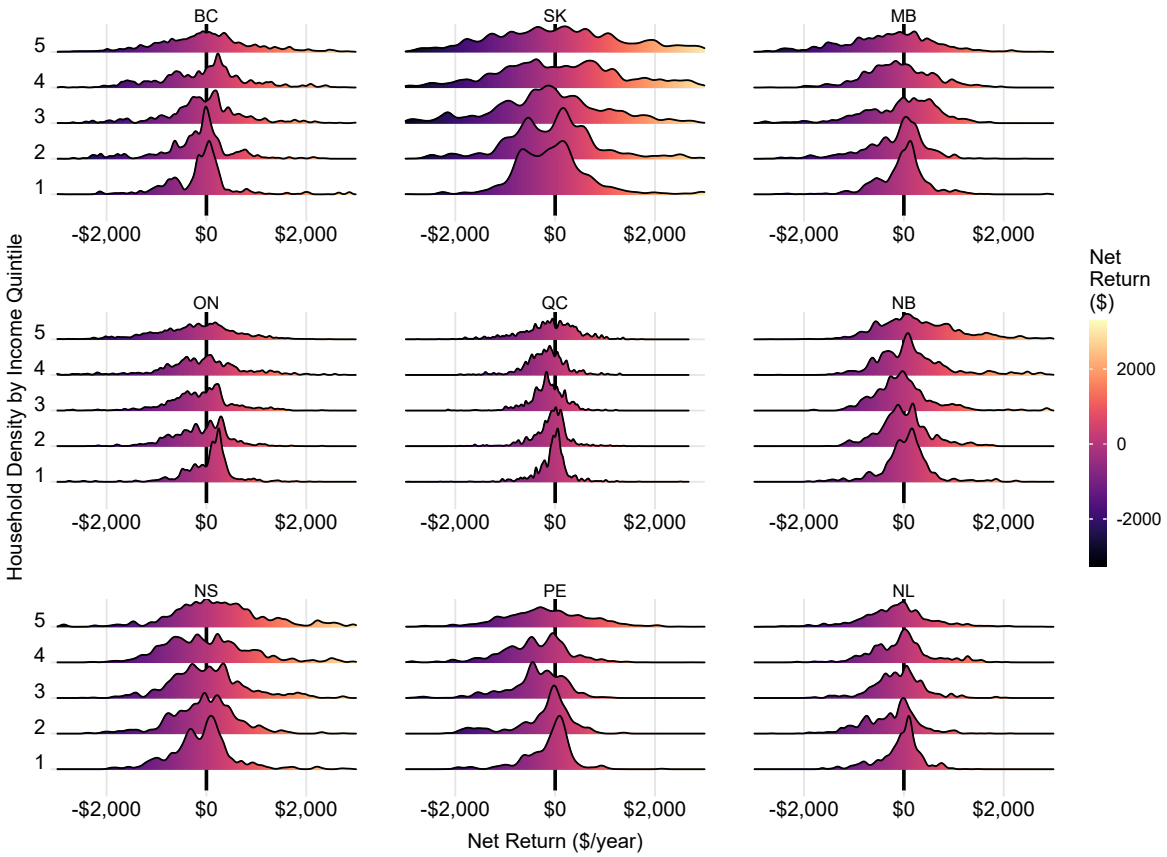 BC
SK
MB
5
4
3
2
1
-$2,000 $0 $2,000
-$2,000 $0 $2,000
-$2,000 $0 $2,000
Household Density by Income Quintile
ON
QC
NB
5
4
3
2
1
-$2,000 $0 $2,000
-$2,000 $0 $2,000
-$2,000 $0 $2,000
Net
Return
($)
2000
0
-2000
NS
PE
NL
5
4
3
2
1
-$2,000 $0 $2,000
-$2,000 $0 $2,000
-$2,000 $0 $2,000
Net Return ($/year)